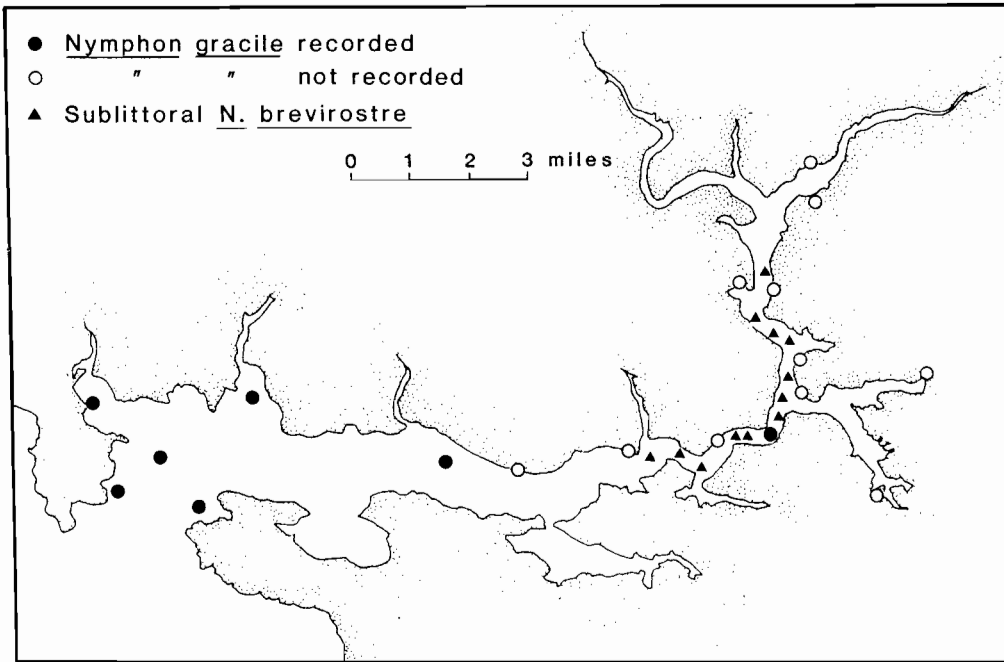 ● Nymphon gracile recorded
○ " " not recorded
▲ Sublittoral N. brevirostre
0 1 2 3 miles